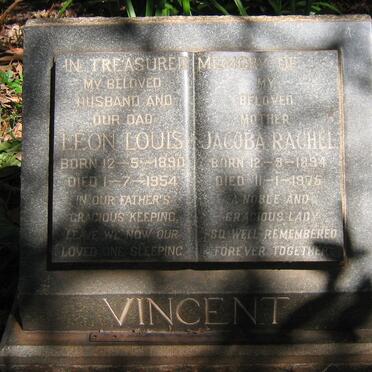 IN TREASURED MEMORY OF
MY BELOVED
HUSBAND AND
OUR DAD
LEON LOUIS
BORN 12-5-1890
DIED 1-7-1954
IN OUR FATHER'S
GRACIOUS KEEPING,
LEAVE WE NOW OUR
LOVED ONE SLEEPING.
MY
BELOVED
MOTHER
JACOBA RACHEL
BORN 12-8-1894
DIED 11-1-1975
A NOBLE AND
GRACIOUS LADY
SO WELL REMEMBERED
FOREVER TOGETHER
VINCENT